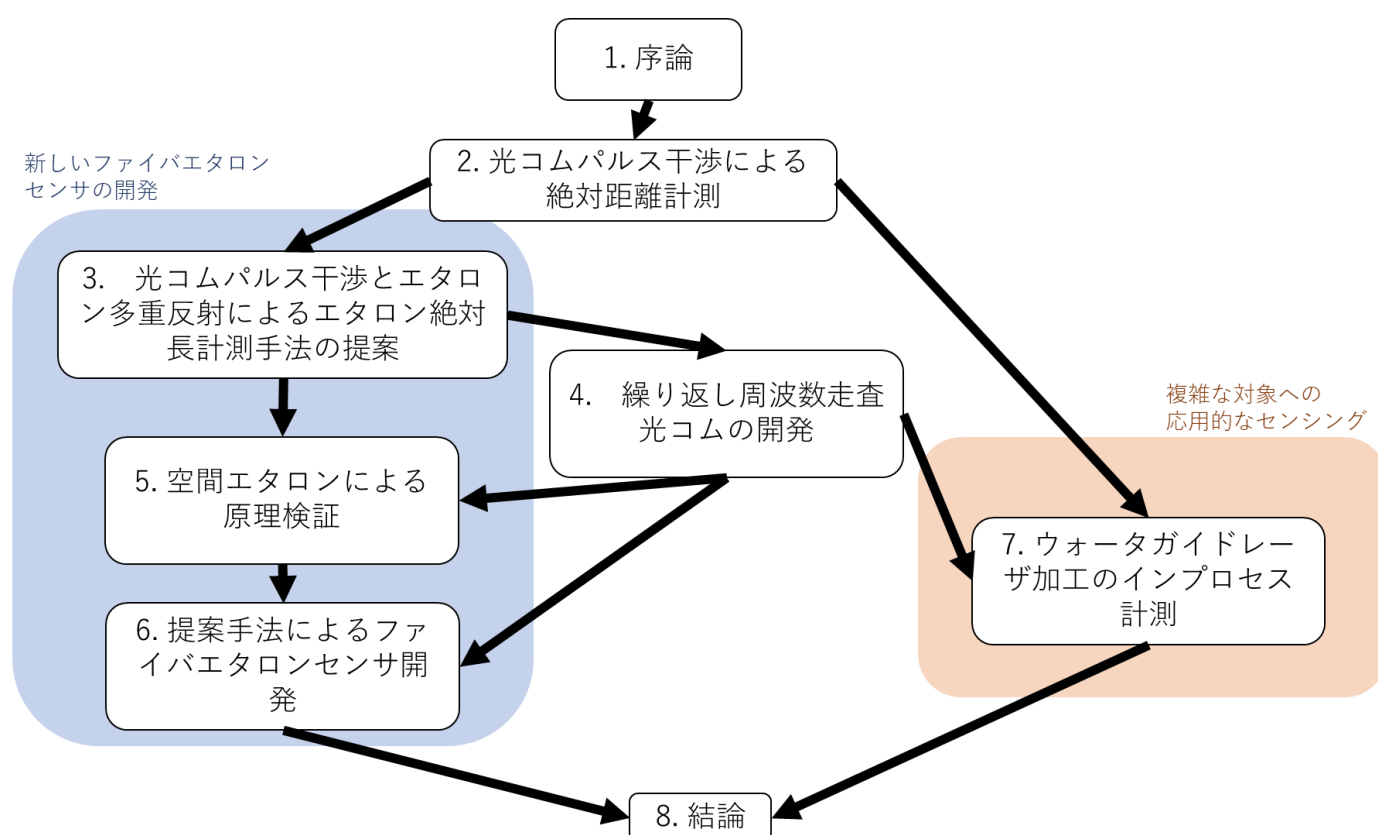 1. 序論
2. 光コムパルス干渉による
絶対距離計測
新しいファイバエタロン
センサの開発
3.　光コムパルス干渉とエタロ
ン多重反射によるエタロン絶対
長計測手法の提案
4.　繰り返し周波数走査
光コムの開発
複雑な対象への
応用的なセンシング
5. 空間エタロンによる
原理検証
7. ウォータガイドレー
ザ加工のインプロセス
計測
6. 提案手法によるファ
イバエタロンセンサ開
発
8. 結論